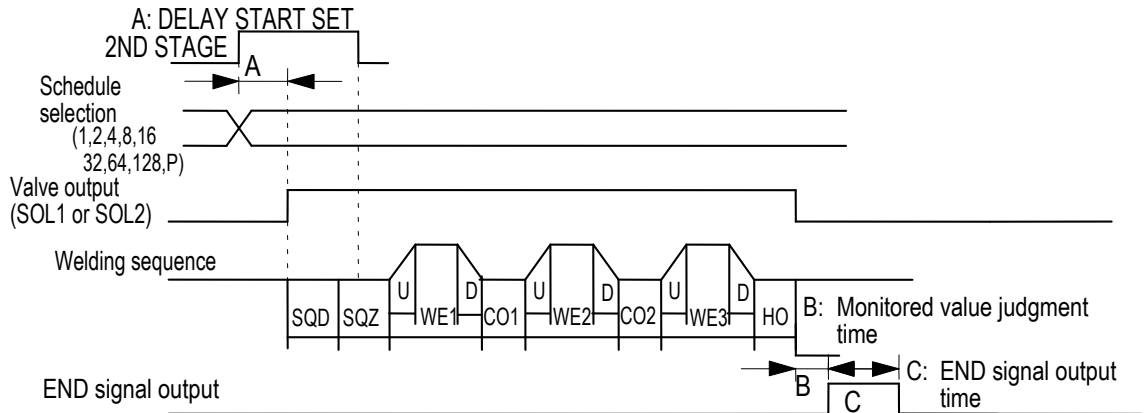 A: DELAY START SET
2ND STAGE
A
Schedule
selection
(1,2,4,8,16
32,64,128,P)
Valve output
(SOL1 or SOL2)
Welding sequence
U D U D U D
SQD SQZ WE1 CO1 WE2 CO2 WE3 HO
B: Monitored value judgment
time
B
C: END signal output
time
END signal output
C